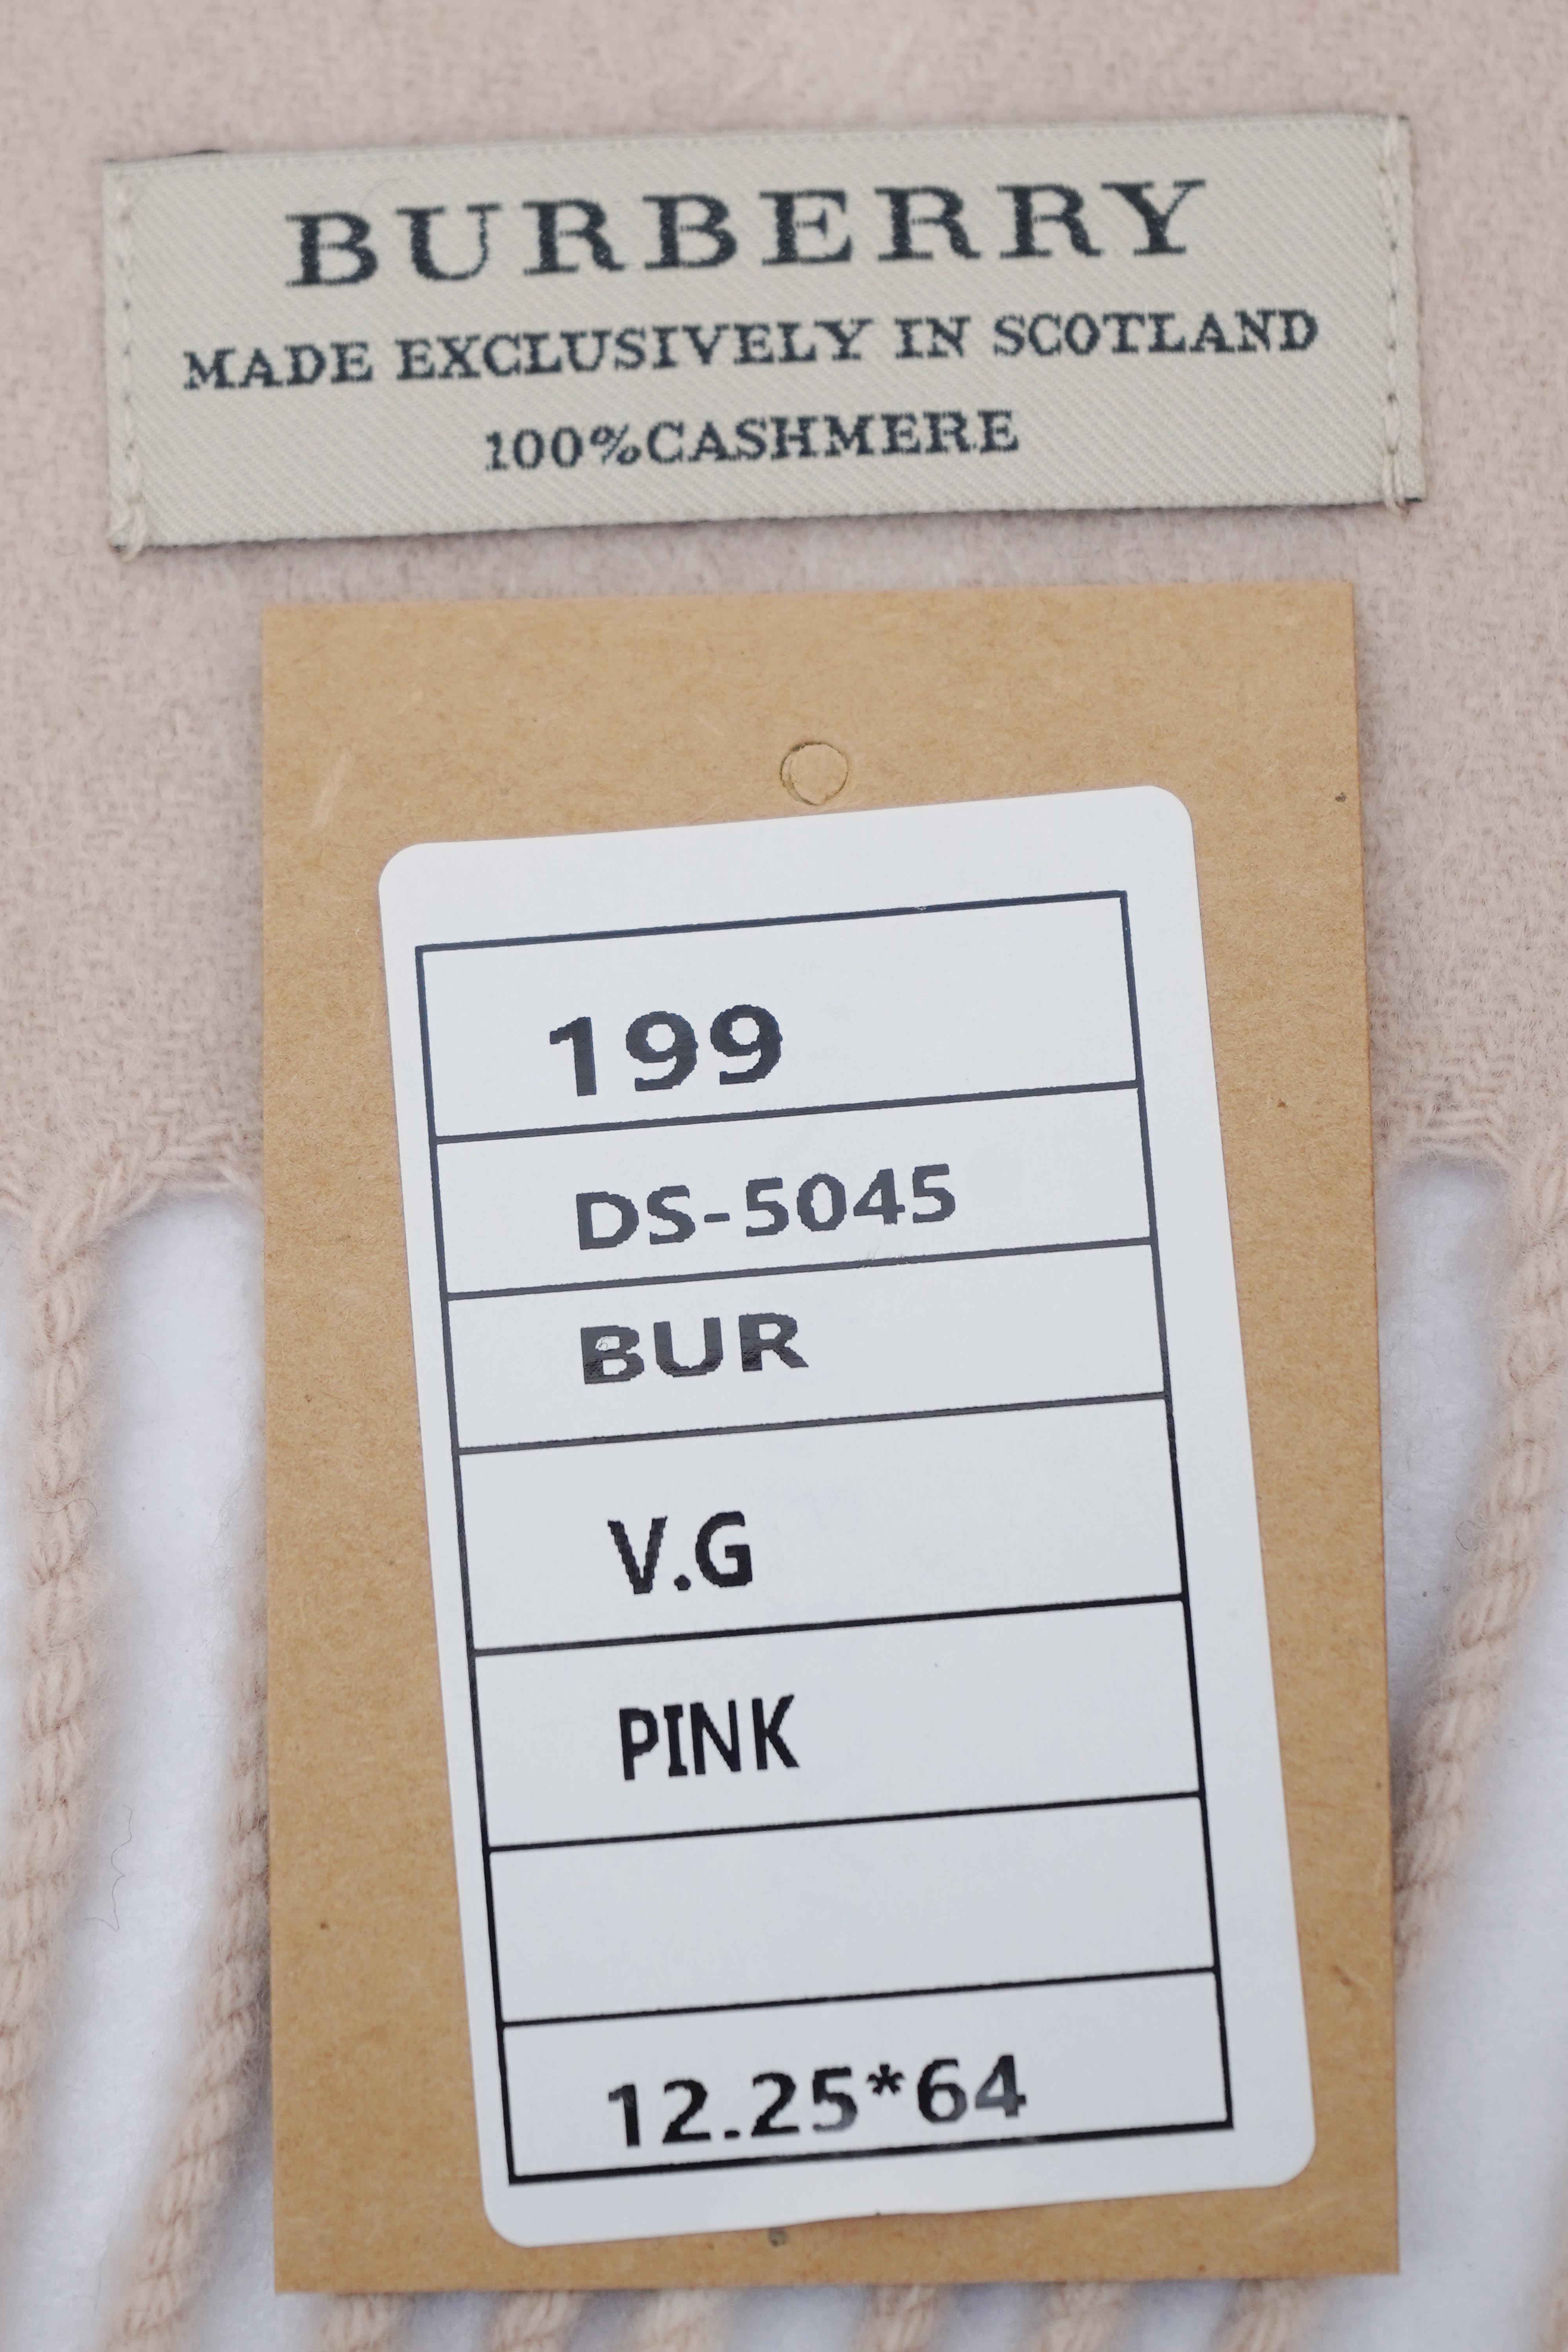 BURBERRY
MADE EXCLUSIVELY IN SCOTLAND
100%CASHMERE
199
DS-5045
BUR
V.G
PINK
12.25*64